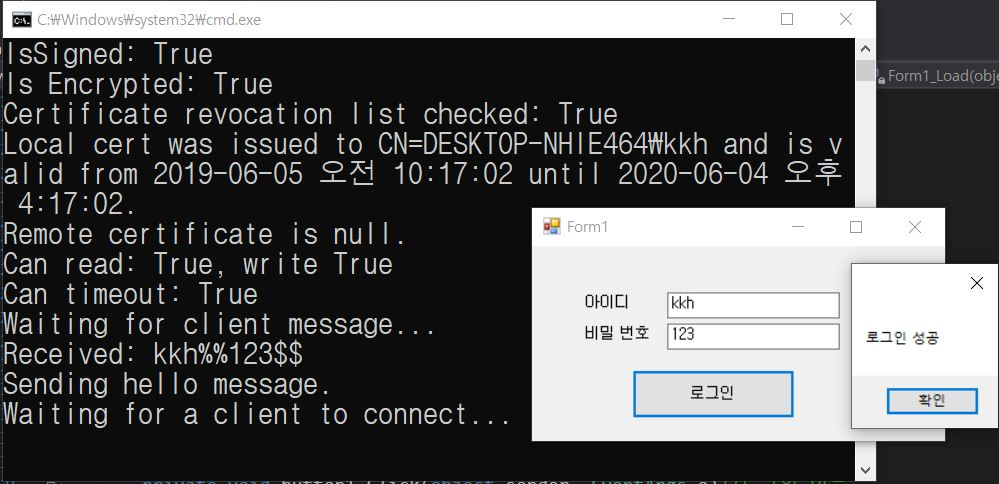 C:₩Windows₩system32₩cmd.exe
IsSigned: True
Is Encrypted: True
Certificate revocation list checked: True
Local cert was issued to CN=DESKTOP-NHIE464₩kkh and is v
alid from 2019-06-05 오전 10:17:02 until 2020-06-04 오후
 4:17:02.
Remote certificate is null.
Can read: True, write True
Can timeout: True
Waiting for client message...
Received: kkh%%123$$
Sending hello message.
Waiting for a client to connect...
Form1_Load(obje
Form1
아이디 kkh
비밀 번호 123
로그인
로그인 성공
확인